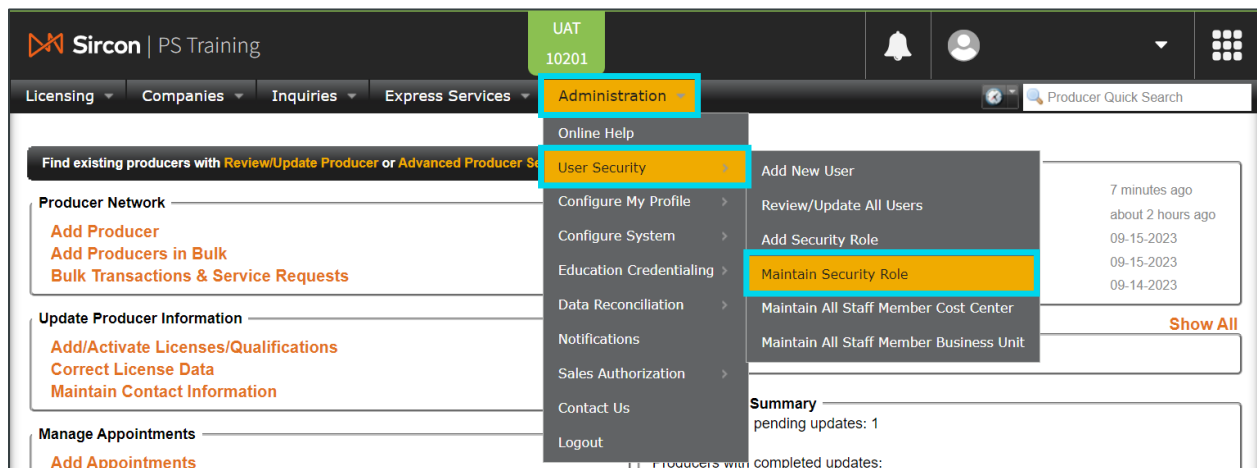 Sircon | PS Training
UAT
10201
Licensing
Companies
Inquiries
Express Services
Administration
Producer Quick Search
Online Help
User Security
Configure My Profile
Configure System
Education Credentialing
Data Reconciliation
Notifications
Sales Authorization
Contact Us
Logout
Add New User
Review/Update All Users
Add Security Role
Maintain Security Role
Maintain All Staff Member Cost Center
Maintain All Staff Member Business Unit
Find existing producers with Review/Update Producer or Advanced Producer Se
Producer Network
Add Producer
Add Producers in Bulk
Bulk Transactions & Service Requests
Update Producer Information
Add/Activate Licenses/Qualifications
Correct License Data
Maintain Contact Information
Manage Appointments
Add Appointments
7 minutes ago
about 2 hours ago
09-15-2023
09-15-2023
09-14-2023
Show All
Summary
pending updates: 1
Producers with completed updates: